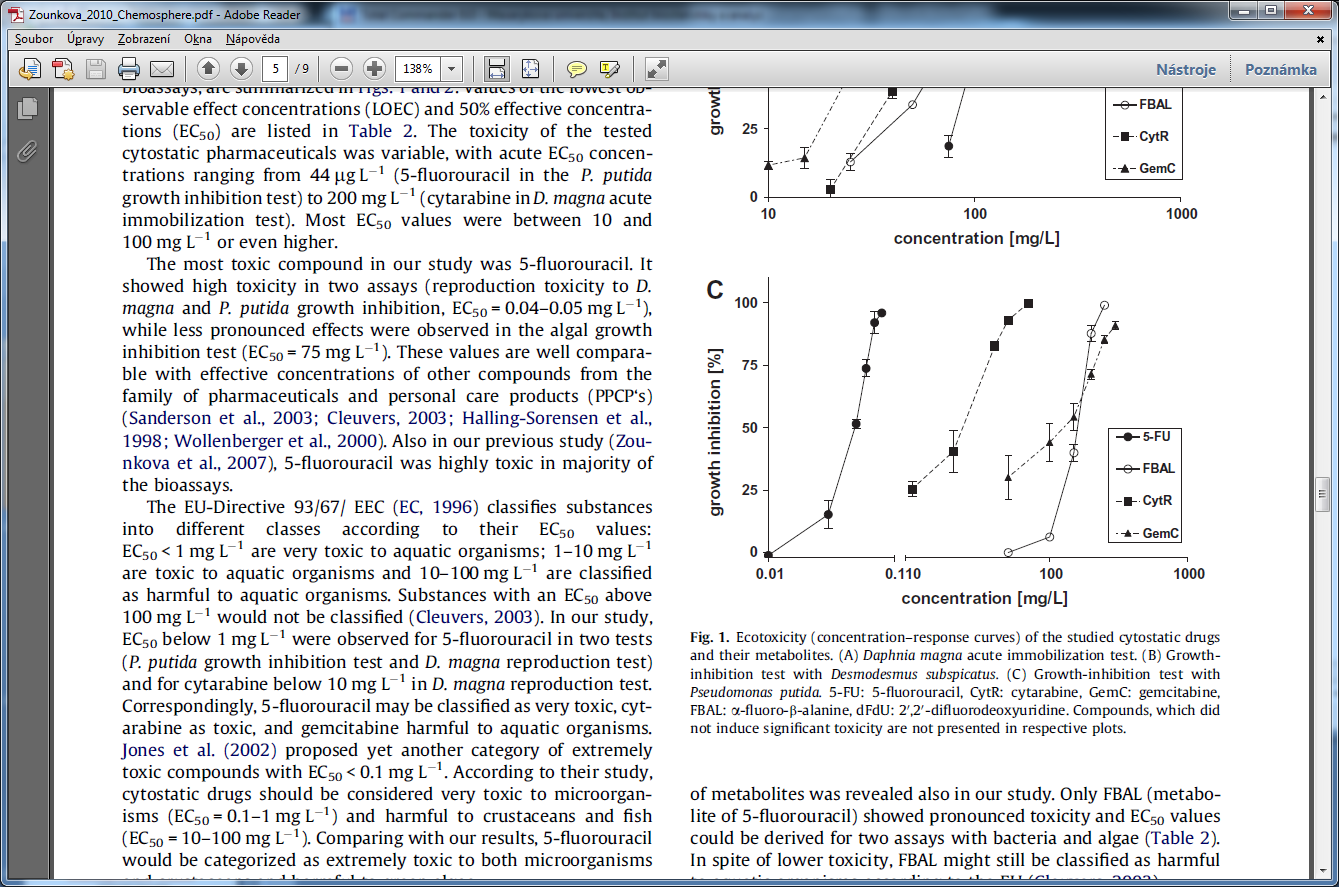 Zounkova_2010_Chemosphere.pdf - Adobe Reader
Soubor Úpravy Zobrazení Okna Nápověda
5 / 9 138% Nástroje Poznámka
bioassays, are summarized in Figs. 1 and 2. Values of the lowest ob-
servable effect concentrations (LOEC) and 50% effective concentra-
tions (EC50) are listed in Table 2. The toxicity of the tested
cytostatic pharmaceuticals was variable, with acute EC50 concen-
trations ranging from 44 μg L−1 (5-fluorouracil in the P. putida
growth inhibition test) to 200 mg L−1 (cytarabine in D. magna acute
immobilization test). Most EC50 values were between 10 and
100 mg L−1 or even higher.
The most toxic compound in our study was 5-fluorouracil. It
showed high toxicity in two assays (reproduction toxicity to D.
magna and P. putida growth inhibition, EC50 = 0.04–0.05 mg L−1),
while less pronounced effects were observed in the algal growth
inhibition test (EC50 = 75 mg L−1). These values are well compara-
ble with effective concentrations of other compounds from the
family of pharmaceuticals and personal care products (PPCP's)
(Sanderson et al., 2003; Cleuvers, 2003; Halling-Sorensen et al.,
1998; Wollenberger et al., 2000). Also in our previous study (Zou-
nkova et al., 2007), 5-fluorouracil was highly toxic in majority of
the bioassays.
The EU-Directive 93/67/ EEC (EC, 1996) classifies substances
into different classes according to their EC50 values:
EC50 < 1 mg L−1 are very toxic to aquatic organisms; 1–10 mg L−1
are toxic to aquatic organisms and 10–100 mg L−1 are classified
as harmful to aquatic organisms. Substances with an EC50 above
100 mg L−1 would not be classified (Cleuvers, 2003). In our study,
EC50 below 1 mg L−1 were observed for 5-fluorouracil in two tests
(P. putida growth inhibition test and D. magna reproduction test)
and for cytarabine below 10 mg L−1 in D. magna reproduction test.
Correspondingly, 5-fluorouracil may be classified as very toxic, cyt-
arabine as toxic, and gemcitabine harmful to aquatic organisms.
Jones et al. (2002) proposed yet another category of extremely
toxic compounds with EC50 < 0.1 mg L−1. According to their study,
cytostatic drugs should be considered very toxic to microorgan-
isms (EC50 = 0.1–1 mg L−1) and harmful to crustaceans and fish
(EC50 = 10–100 mg L−1). Comparing with our results, 5-fluorouracil
would be categorized as extremely toxic to both microorganisms
growt
25
0
10 100 1000
concentration [mg/L]
FBAL
CytR
GemC
C
growth inhibition [%]
100
75
50
25
0
0.01 0.110 100 1000
concentration [mg/L]
5-FU
FBAL
CytR
GemC
Fig. 1. Ecotoxicity (concentration–response curves) of the studied cytostatic drugs
and their metabolites. (A) Daphnia magna acute immobilization test. (B) Growth-
inhibition test with Desmodesmus subspicatus. (C) Growth-inhibition test with
Pseudomonas putida. 5-FU: 5-fluorouracil, CytR: cytarabine, GemC: gemcitabine,
FBAL: α-fluoro-β-alanine, dFdU: 2′,2′-difluorodeoxyuridine. Compounds, which did
not induce significant toxicity are not presented in respective plots.
of metabolites was revealed also in our study. Only FBAL (metabo-
lite of 5-fluorouracil) showed pronounced toxicity and EC50 values
could be derived for two assays with bacteria and algae (Table 2).
In spite of lower toxicity, FBAL might still be classified as harmful